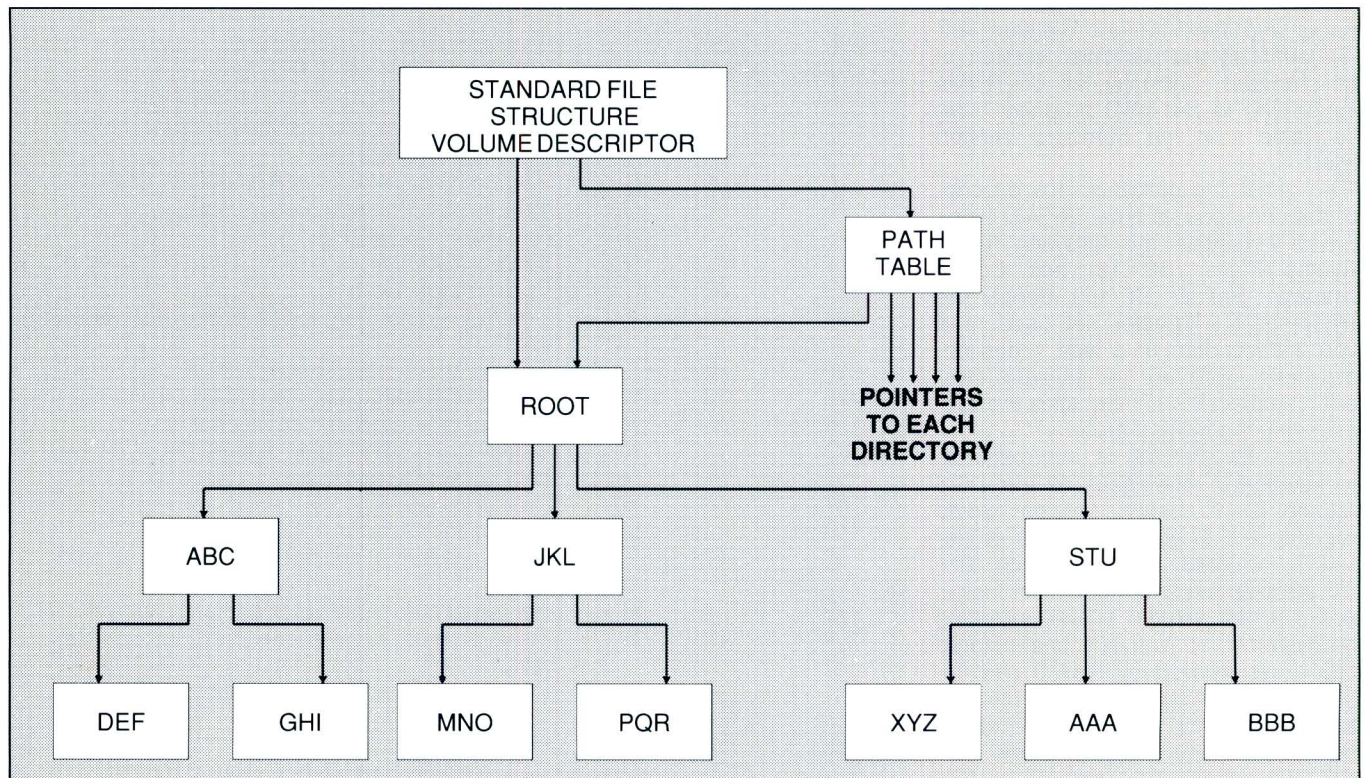 STANDARD FILE
STRUCTURE
VOLUME DESCRIPTOR
PATH
TABLE
ROOT
POINTERS
TO EACH
DIRECTORY
ABC
JKL
STU
DEF
GHI
MNO
PQR
XYZ
AAA
BBB